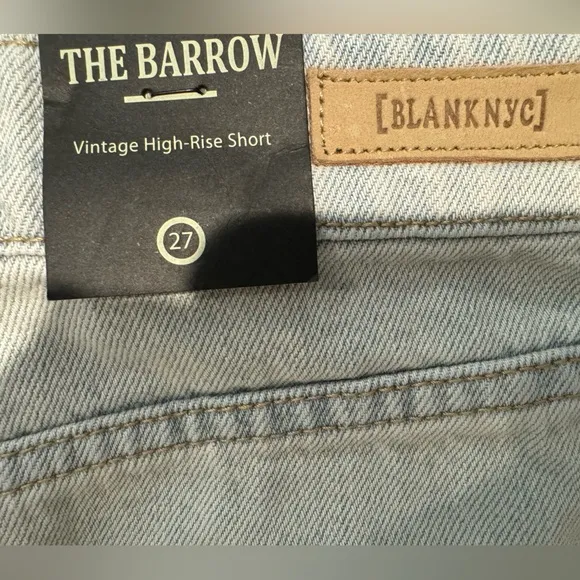 THE BARROW
Vintage High-Rise Short
27
[BLANKNYC]